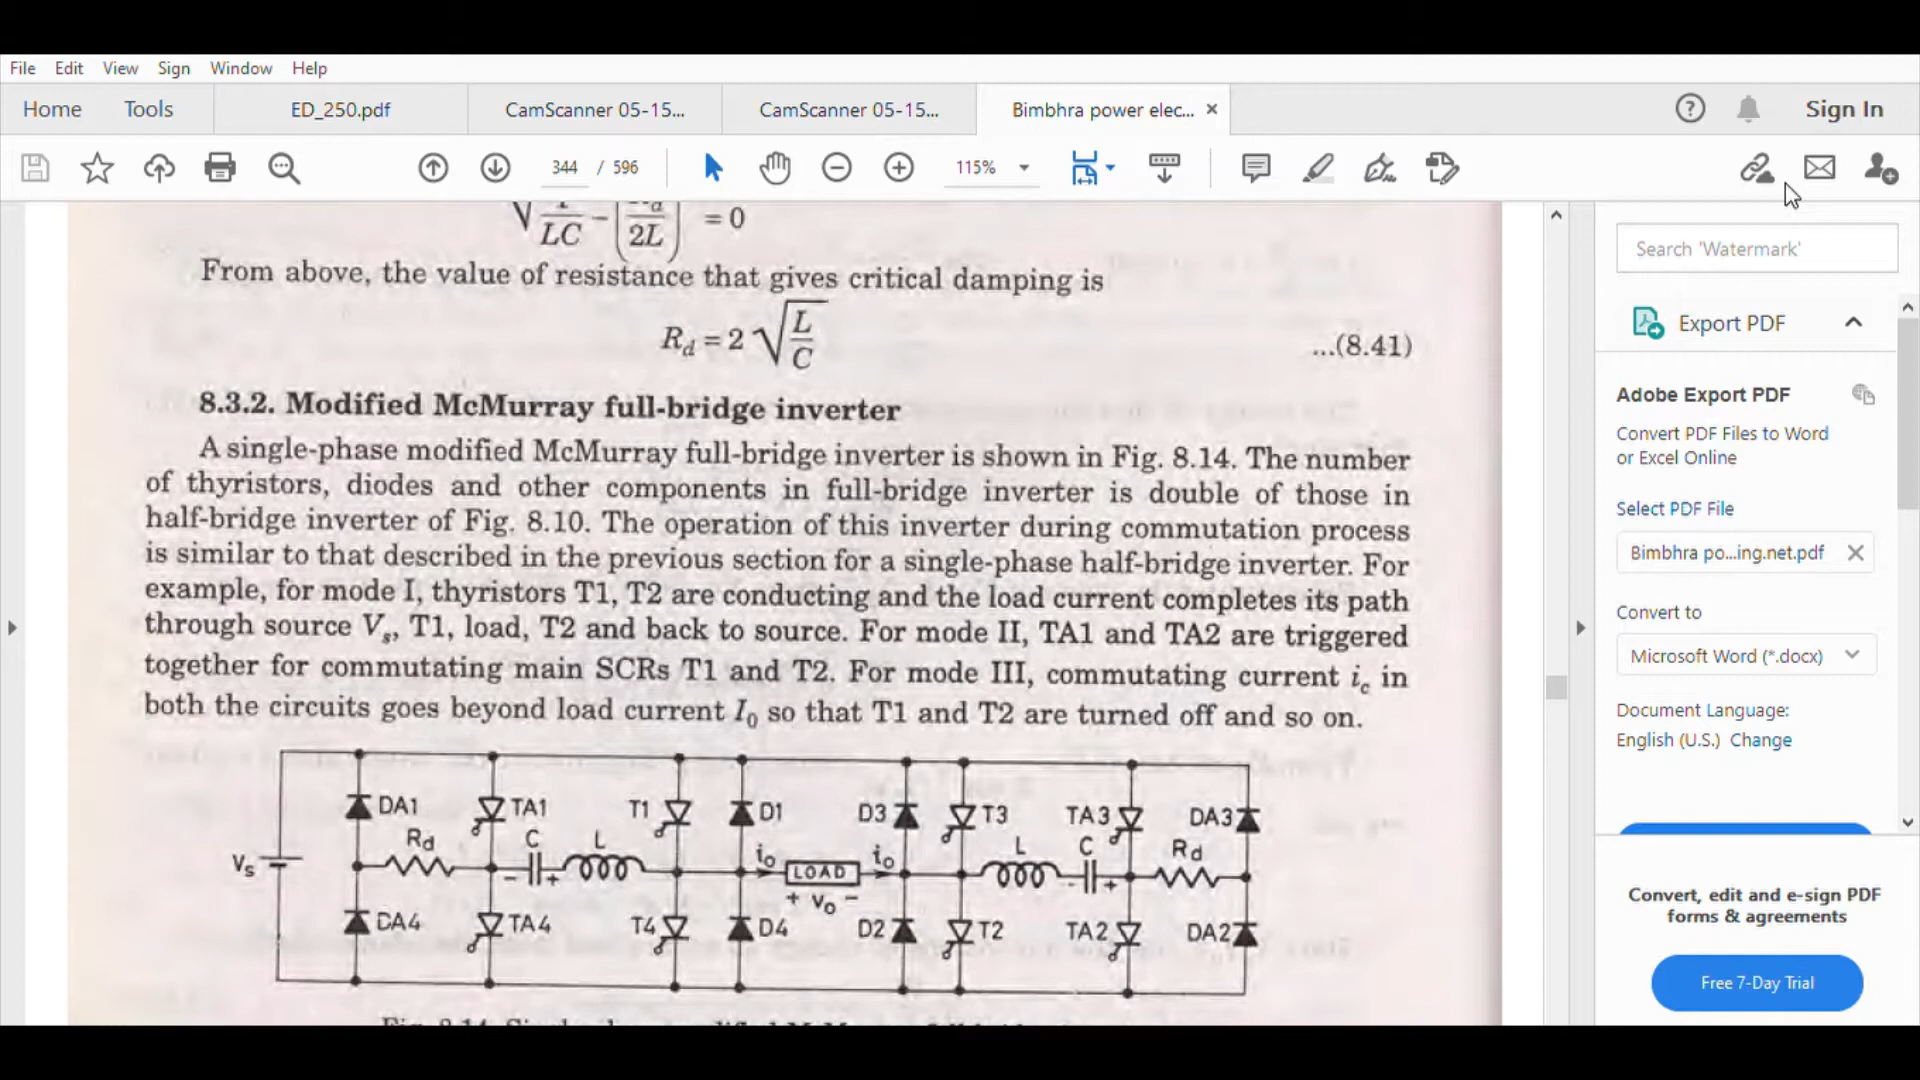 File Edit View Sign Window Help
Home Tools ED_250.pdf CamScanner 05-15... CamScanner 05-15... Bimbhra power elec... × Sign In
344 / 596 115%
LC 2L = 0
From above, the value of resistance that gives critical damping is
R_d = 2 √(L/C) ...(8.41)
8.3.2. Modified McMurray full-bridge inverter
A single-phase modified McMurray full-bridge inverter is shown in Fig. 8.14. The number
of thyristors, diodes and other components in full-bridge inverter is double of those in
half-bridge inverter of Fig. 8.10. The operation of this inverter during commutation process
is similar to that described in the previous section for a single-phase half-bridge inverter. For
example, for mode I, thyristors T1, T2 are conducting and the load current completes its path
through source V_s, T1, load, T2 and back to source. For mode II, TA1 and TA2 are triggered
together for commutating main SCRs T1 and T2. For mode III, commutating current i_c in
both the circuits goes beyond load current I_0 so that T1 and T2 are turned off and so on.
DA1 TA1 T1 D1 D3 T3 TA3 DA3
Rd C L io io L C Rd
Vs - + LOAD - +
+ Vo -
DA4 TA4 T4 D4 D2 T2 TA2 DA2
Search 'Watermark'
Export PDF
Adobe Export PDF
Convert PDF Files to Word
or Excel Online
Select PDF File
Bimbhra po...ing.net.pdf
Convert to
Microsoft Word (*.docx)
Document Language:
English (U.S.) Change
Convert, edit and e-sign PDF
forms & agreements
Free 7-Day Trial